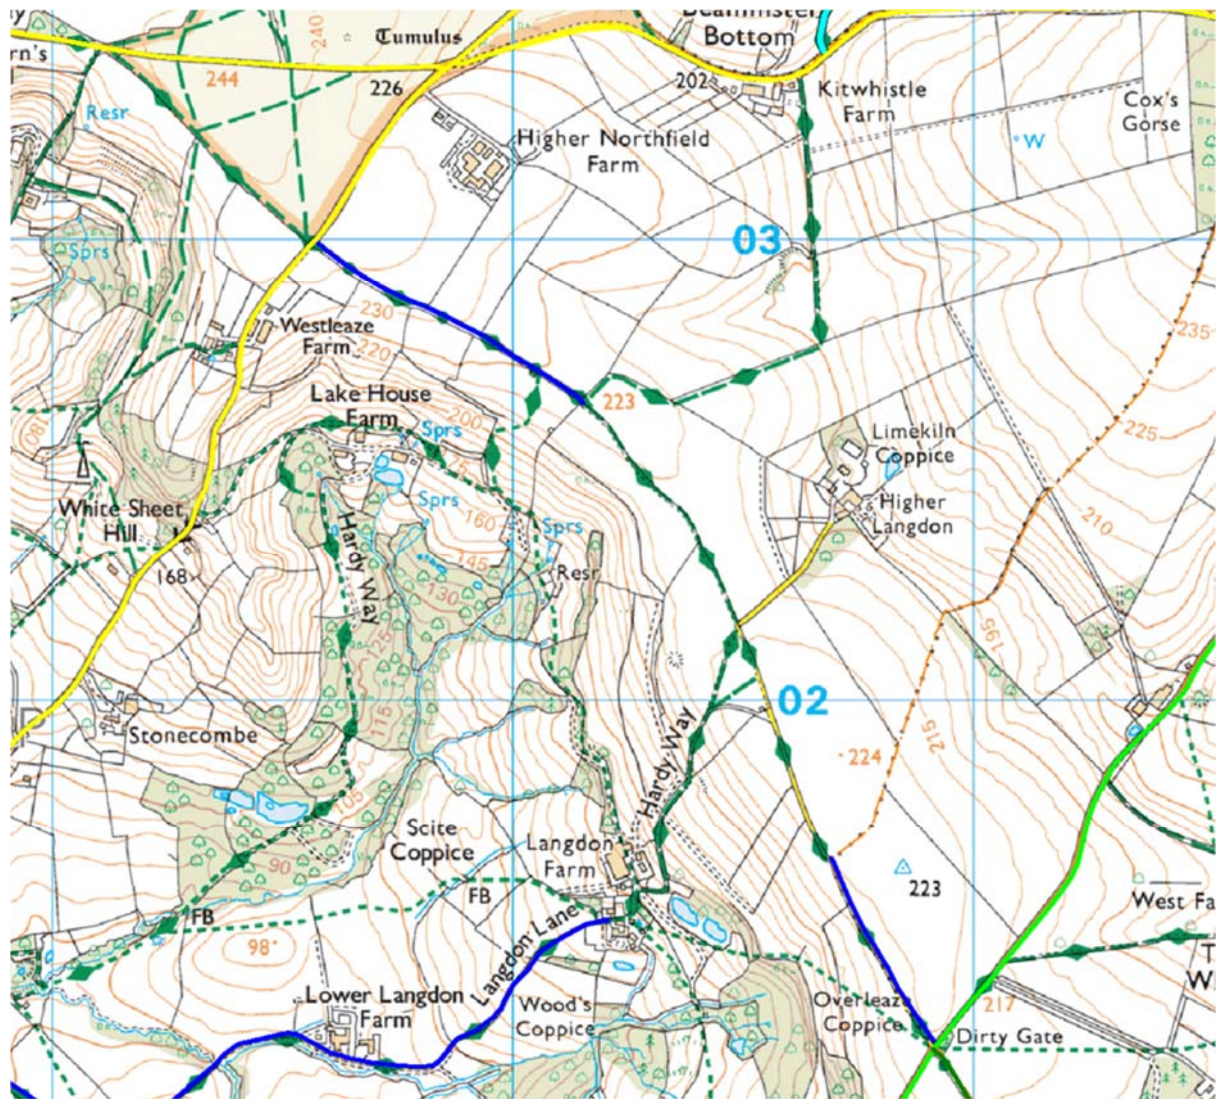 Beaminster
Bottom
Tumulus
240
244
rn's
226
202
Kitwhistle
Farm
Cox's
Gorse
Resr
Higher Northfield
Farm
W
03
Sprs
230
Westleaze
Farm
220
235
Lake House
Farm
200
223
180
Sprs
225
Limekiln
Coppice
White Sheet
Hill
Sprs
160
Sprs
Higher
Langdon
210
Hardy Way
145
168
Resr
130
125
195
02
115
Stonecombe
Hardy Way
215
224
105
Scite
Coppice
Langdon
Farm
90
223
FB
West Fa
FB
98
Langdon Lane
Lower Langdon
Farm
Wood's
Coppice
Overleaze
Coppice
217
Dirty Gate